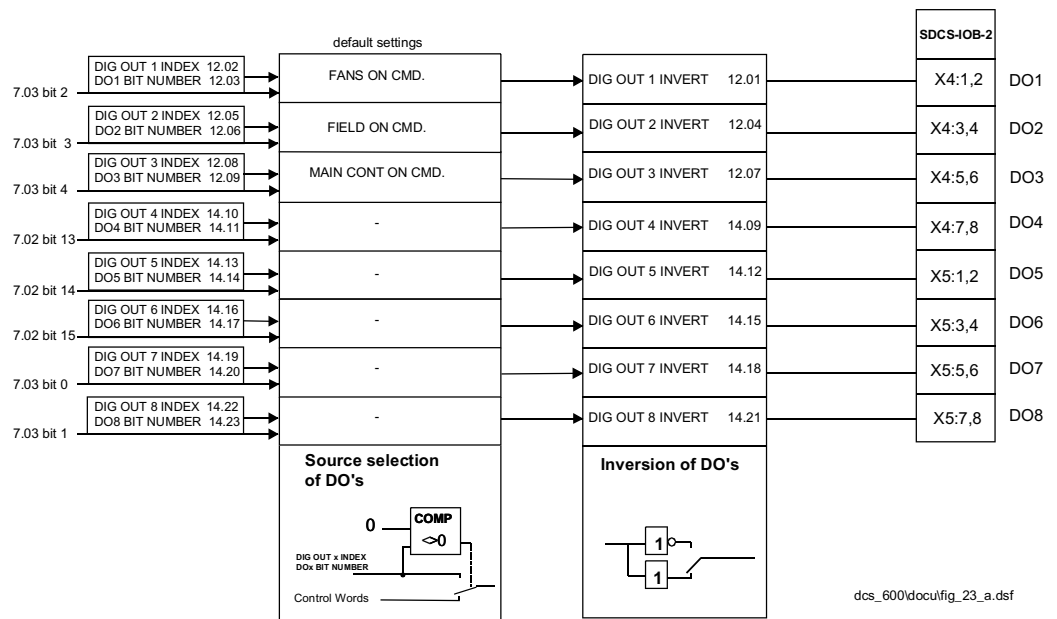 SDCS-IOB-2
default settings
DIG OUT 1 INDEX 12.02
DO1 BIT NUMBER 12.03
7.03 bit 2
FANS ON CMD.
DIG OUT 1 INVERT 12.01
X4:1,2
DO1
DIG OUT 2 INDEX 12.05
DO2 BIT NUMBER 12.06
7.03 bit 3
FIELD ON CMD.
DIG OUT 2 INVERT 12.04
X4:3,4
DO2
DIG OUT 3 INDEX 12.08
DO3 BIT NUMBER 12.09
7.03 bit 4
MAIN CONT ON CMD.
DIG OUT 3 INVERT 12.07
X4:5,6
DO3
DIG OUT 4 INDEX 14.10
DO4 BIT NUMBER 14.11
7.02 bit 13
-
DIG OUT 4 INVERT 14.09
X4:7,8
DO4
DIG OUT 5 INDEX 14.13
DO5 BIT NUMBER 14.14
7.02 bit 14
-
DIG OUT 5 INVERT 14.12
X5:1,2
DO5
DIG OUT 6 INDEX 14.16
DO6 BIT NUMBER 14.17
7.02 bit 15
-
DIG OUT 6 INVERT 14.15
X5:3,4
DO6
DIG OUT 7 INDEX 14.19
DO7 BIT NUMBER 14.20
7.03 bit 0
-
DIG OUT 7 INVERT 14.18
X5:5,6
DO7
DIG OUT 8 INDEX 14.22
DO8 BIT NUMBER 14.23
7.03 bit 1
-
DIG OUT 8 INVERT 14.21
X5:7,8
DO8
Source selection
of DO's
0
COMP
<>0
DIG OUT x INDEX
DOx BIT NUMBER
Control Words
Inversion of DO's
1
1
dcs_600\docu\fig_23_a.dsf